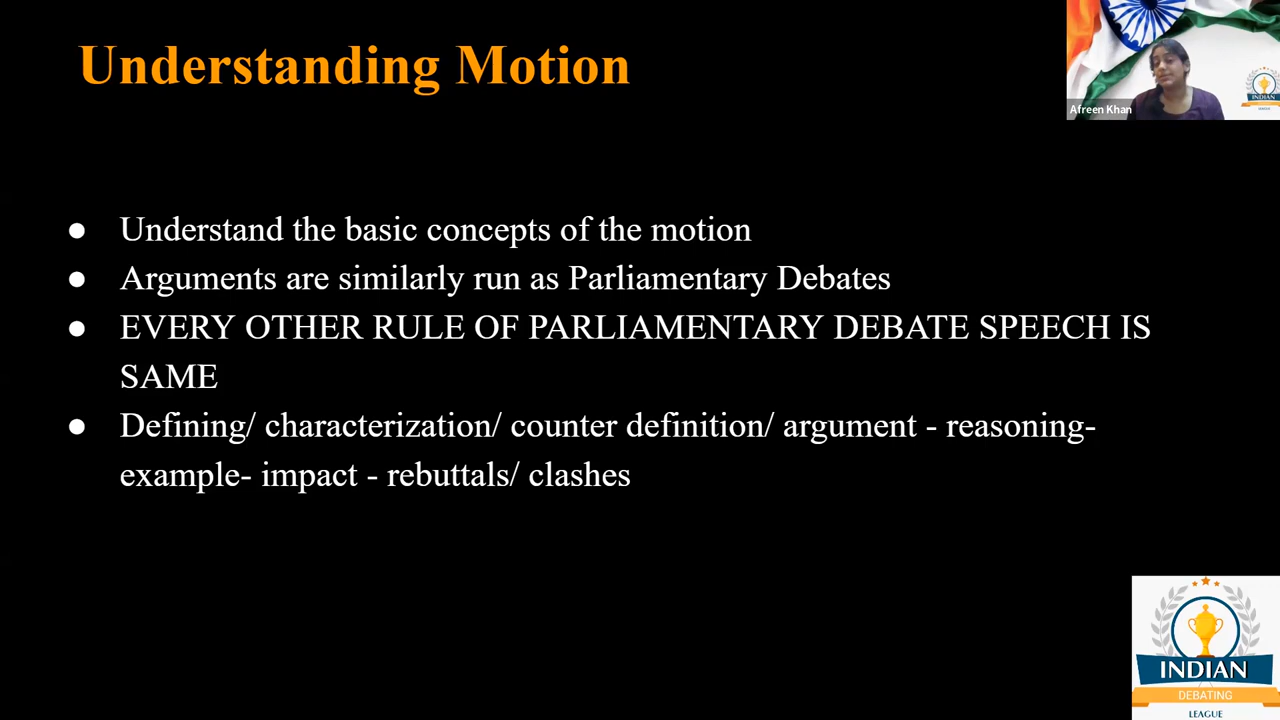 Understanding Motion
Afreen Khan
INDIAN
● Understand the basic concepts of the motion
● Arguments are similarly run as Parliamentary Debates
● EVERY OTHER RULE OF PARLIAMENTARY DEBATE SPEECH IS
SAME
● Defining/ characterization/ counter definition/ argument - reasoning-
example- impact - rebuttals/ clashes
INDIAN
DEBATING
LEAGUE